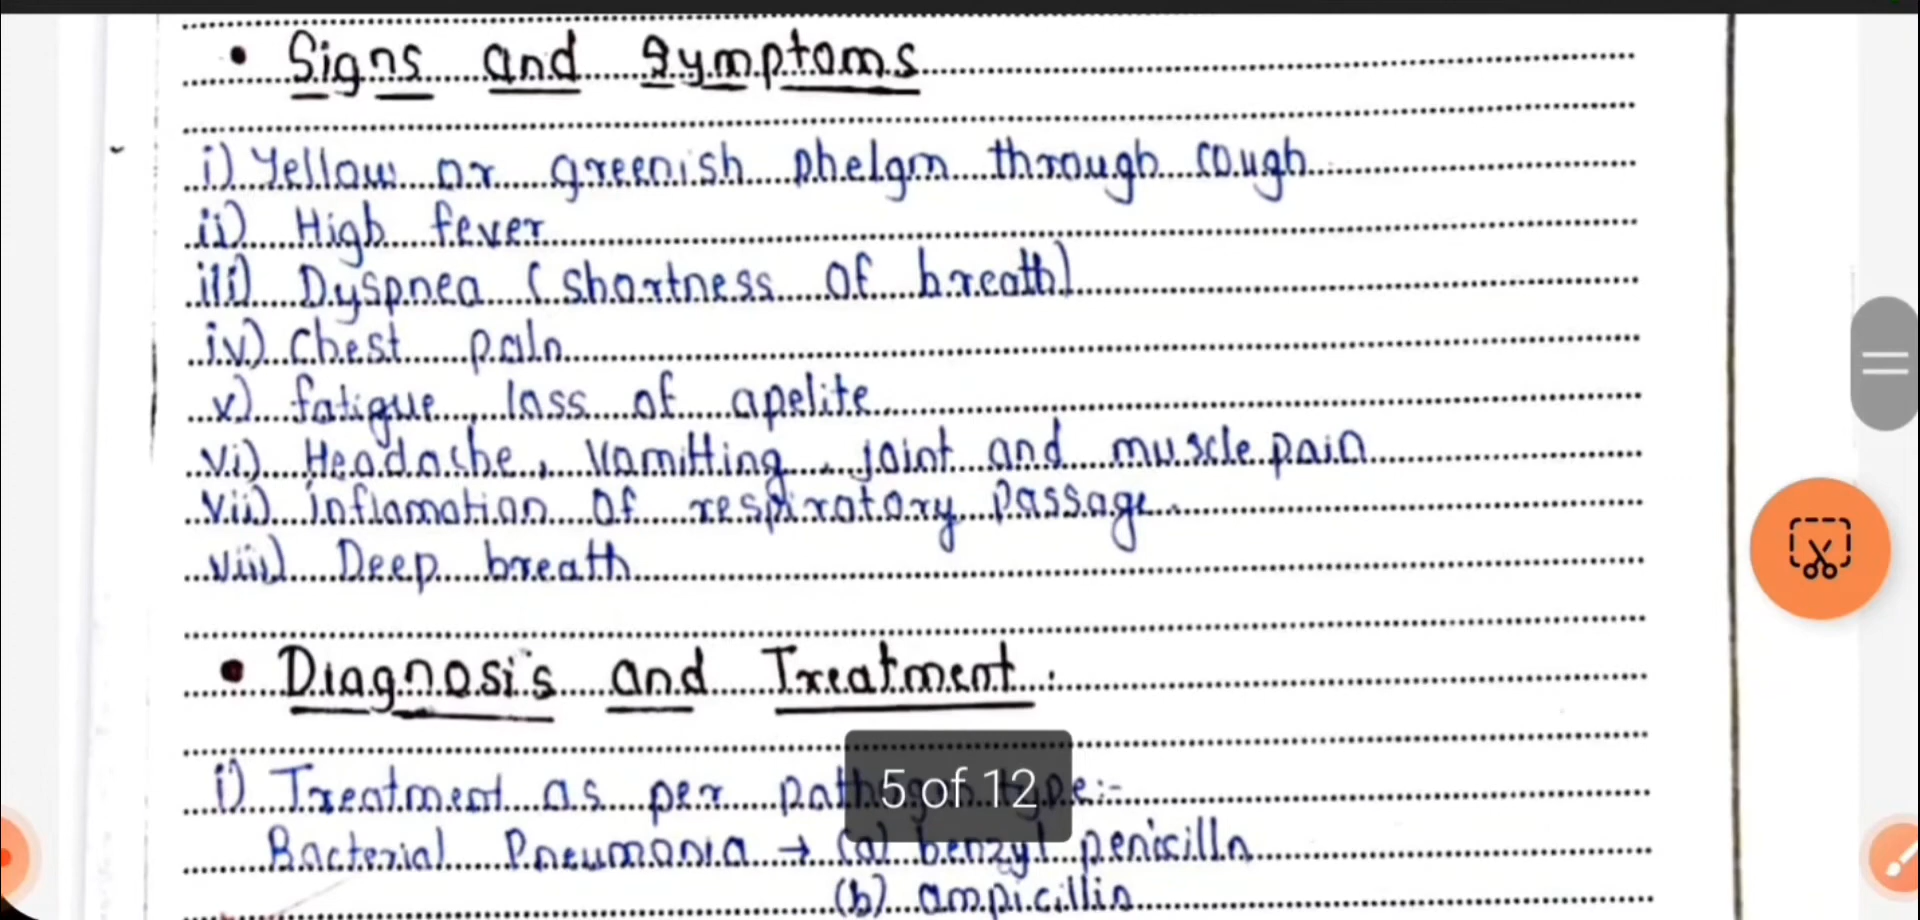 • Signs and Symptoms
i) Yellow or greenish phelgm through cough
ii) High fever
iii) Dyspnea (shortness of breath)
iv) Chest pain
v) fatigue, loss of apelite
vi) Headache, Vomitting, joint and muscle pain
vii) inflamation of respiratory passage
viii) Deep breath
• Diagnosis and Treatment :
i) Treatment as per pathogen type:-
5 of 12
Bacterial Pneumonia → (a) benzyl penicilln
(b) ampicillin